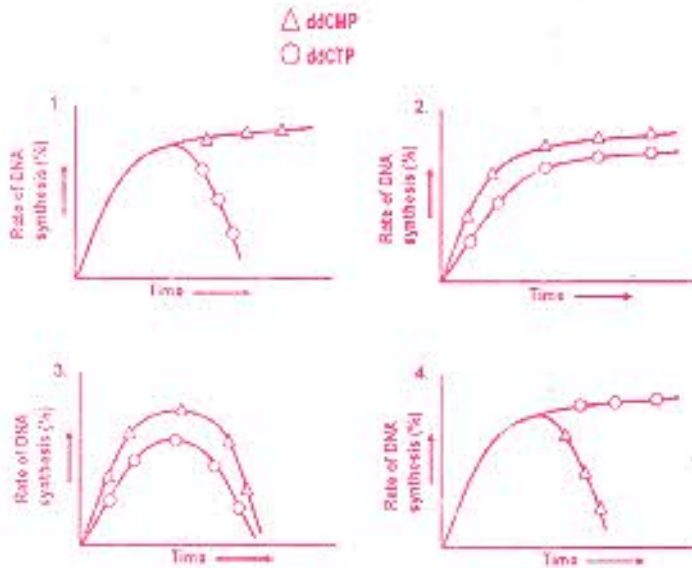 △ ddCMP
○ ddCTP
1.
Rate of DNA
synthesis (%)
Time
2.
Rate of DNA
synthesis (%)
Time
3.
Rate of DNA
synthesis (%)
Time
4.
Rate of DNA
synthesis (%)
Time